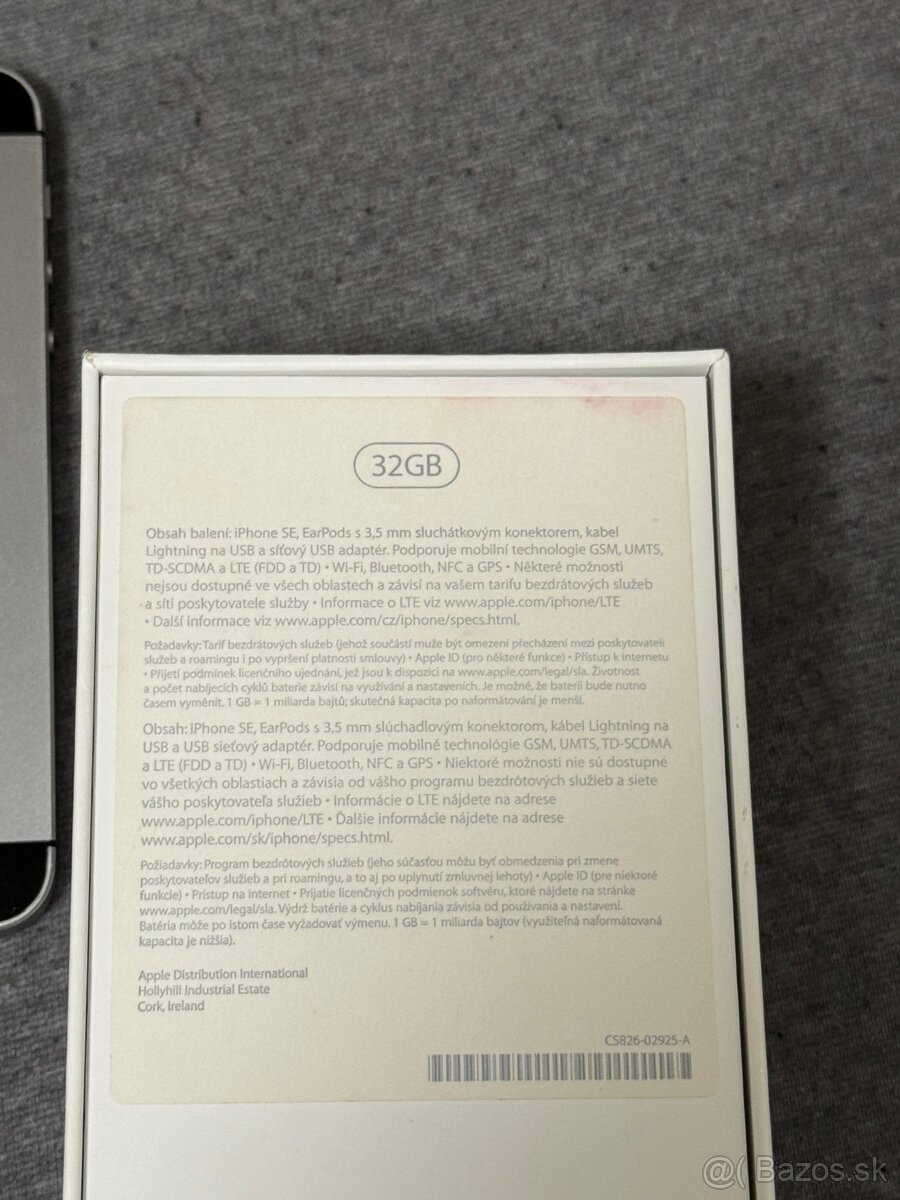 32GB
Obsah balení: iPhone SE, EarPods s 3,5 mm sluchátkovým konektorem, kabel
Lightning na USB a síťový USB adaptér. Podporuje mobilní technologie GSM, UMTS,
TD-SCDMA a LTE (FDD a TD) • Wi-Fi, Bluetooth, NFC a GPS • Některé možnosti
nejsou dostupné ve všech oblastech a závisí na vašem tarifu bezdrátových služeb
a síti poskytovatele služby • Informace o LTE viz www.apple.com/iphone/LTE
• Další informace viz www.apple.com/cz/iphone/specs.html.
Požadavky: Tarif bezdrátových služeb (jehož součástí muže být omezení přecházení mezi poskytovateli
služeb a roamingu i po vypršení platnosti smlouvy) • Apple ID (pro některé funkce) • Přístup k internetu
• Přijetí podmínek licenčního ujednání, jež jsou k dispozici na www.apple.com/legal/sla. Životnost
a počet nabíjecích cyklů baterie závisí na využívání a nastaveních. Je možné, že baterii bude nutno
časem vyměnit. 1 GB = 1 miliarda bajtů; skutečná kapacita po naformátování je menší.
Obsah: iPhone SE, EarPods s 3,5 mm slúchadlovým konektorom, kábel Lightning na
USB a USB sieťový adaptér. Podporuje mobilné technológie GSM, UMTS, TD-SCDMA
a LTE (FDD a TD) • Wi-Fi, Bluetooth, NFC a GPS • Niektoré možnosti nie sú dostupné
vo všetkých oblastiach a závisia od vášho programu bezdrôtových služieb a siete
vášho poskytovateľa služieb • Informácie o LTE nájdete na adrese
www.apple.com/iphone/LTE • Ďalšie informácie nájdete na adrese
www.apple.com/sk/iphone/specs.html.
Požiadavky: Program bezdrôtových služieb (jeho súčasťou môžu byť obmedzenia pri zmene
poskytovateľov služieb a pri roamingu, a to aj po uplynutí zmluvnej lehoty) • Apple ID (pre niektoré
funkcie) • Prístup na internet • Prijatie licenčných podmienok softvéru, ktoré nájdete na stránke
www.apple.com/legal/sla. Výdrž batérie a cyklus nabíjania závisia od používania a nastavení.
Batéria môže po istom čase vyžadovať výmenu. 1 GB = 1 miliarda bajtov (využiteľná naformátovaná
kapacita je nižšia).
Apple Distribution International
Hollyhill Industrial Estate
Cork, Ireland
CS826-02925-A
@( Bazos.sk